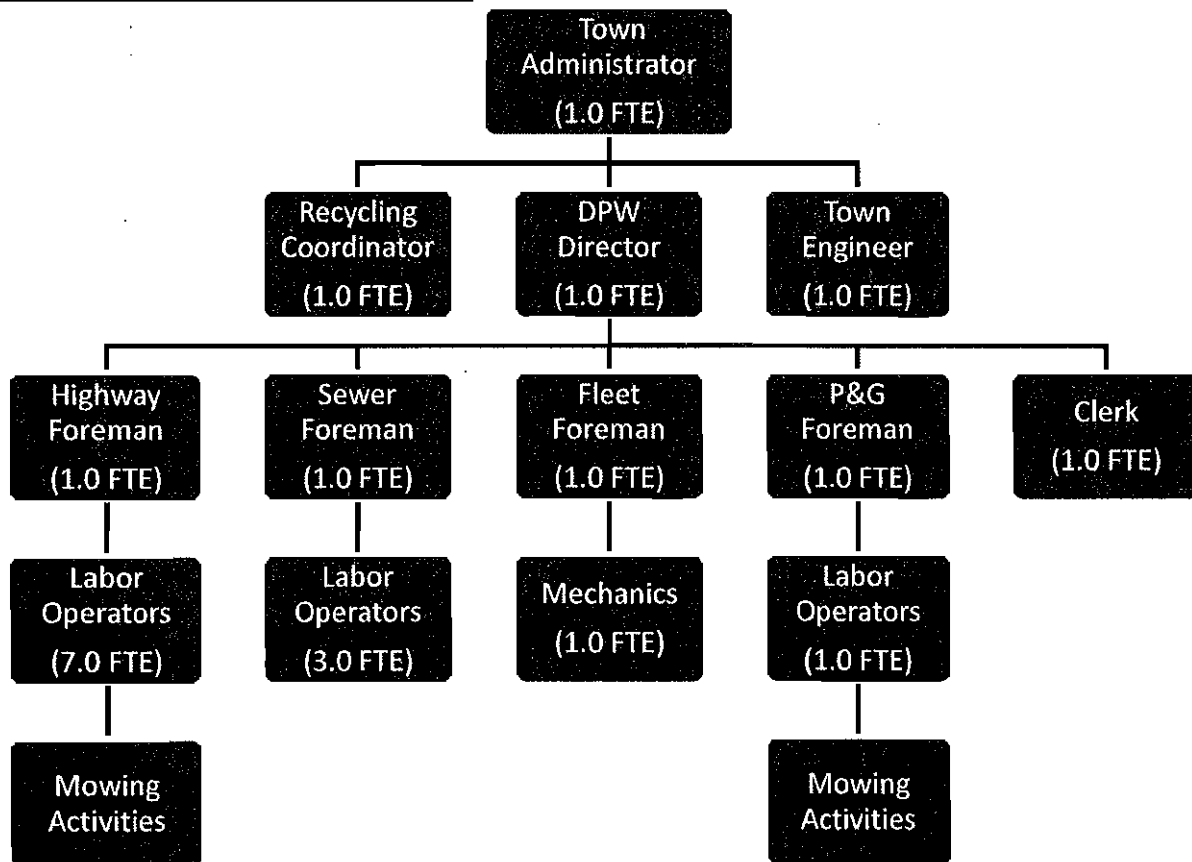 Town
Administrator
(1.0 FTE)
Recycling
Coordinator
(1.0 FTE)
DPW
Director
(1.0 FTE)
Town
Engineer
(1.0 FTE)
Highway
Foreman
(1.0 FTE)
Sewer
Foreman
(1.0 FTE)
Fleet
Foreman
(1.0 FTE)
P&G
Foreman
(1.0 FTE)
Clerk
(1.0 FTE)
Labor
Operators
(7.0 FTE)
Labor
Operators
(3.0 FTE)
Mechanics
(1.0 FTE)
Labor
Operators
(1.0 FTE)
Mowing
Activities
Mowing
Activities